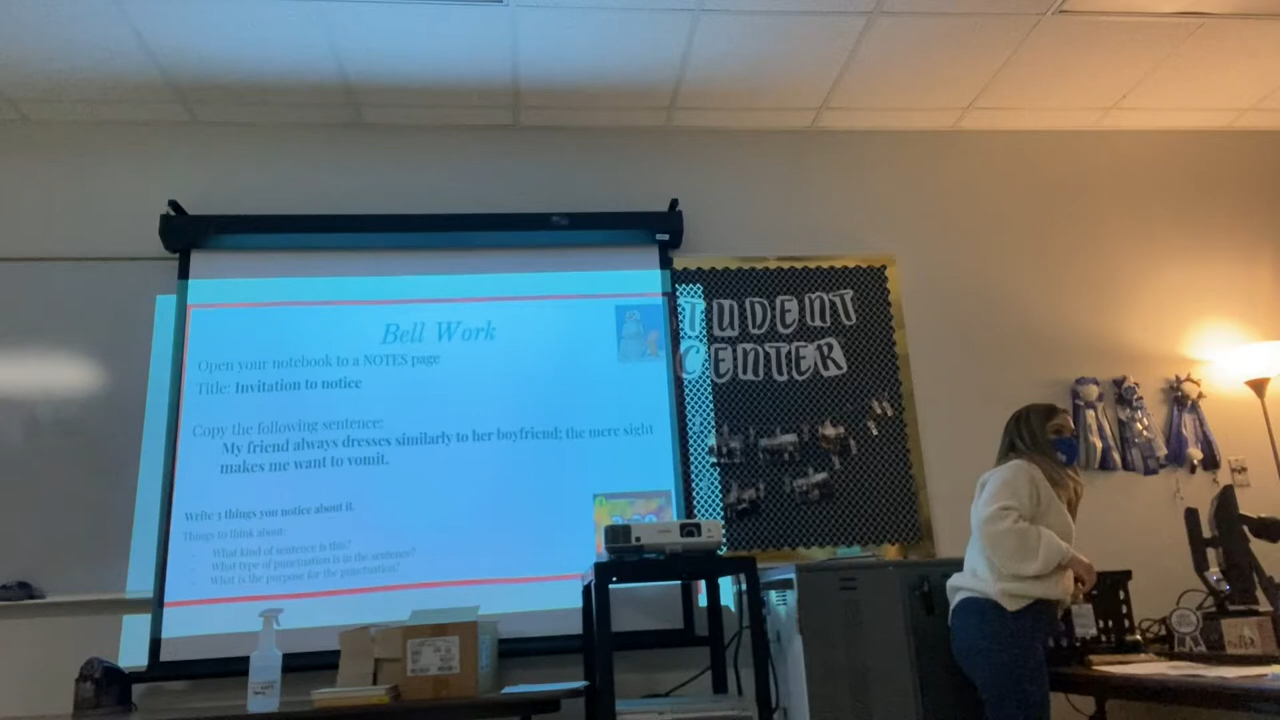 Bell Work
Open your notebook to a NOTES page
Title: Invitation to notice
Copy the following sentence:
My friend always dresses similarly to her boyfriend; the mere sight
makes me want to vomit.
Write 3 things you notice about it.
Things to think about:
- What kind of sentence is this?
- What type of punctuation is in the sentence?
- What is the purpose for the punctuation?
STUDENT
CENTER